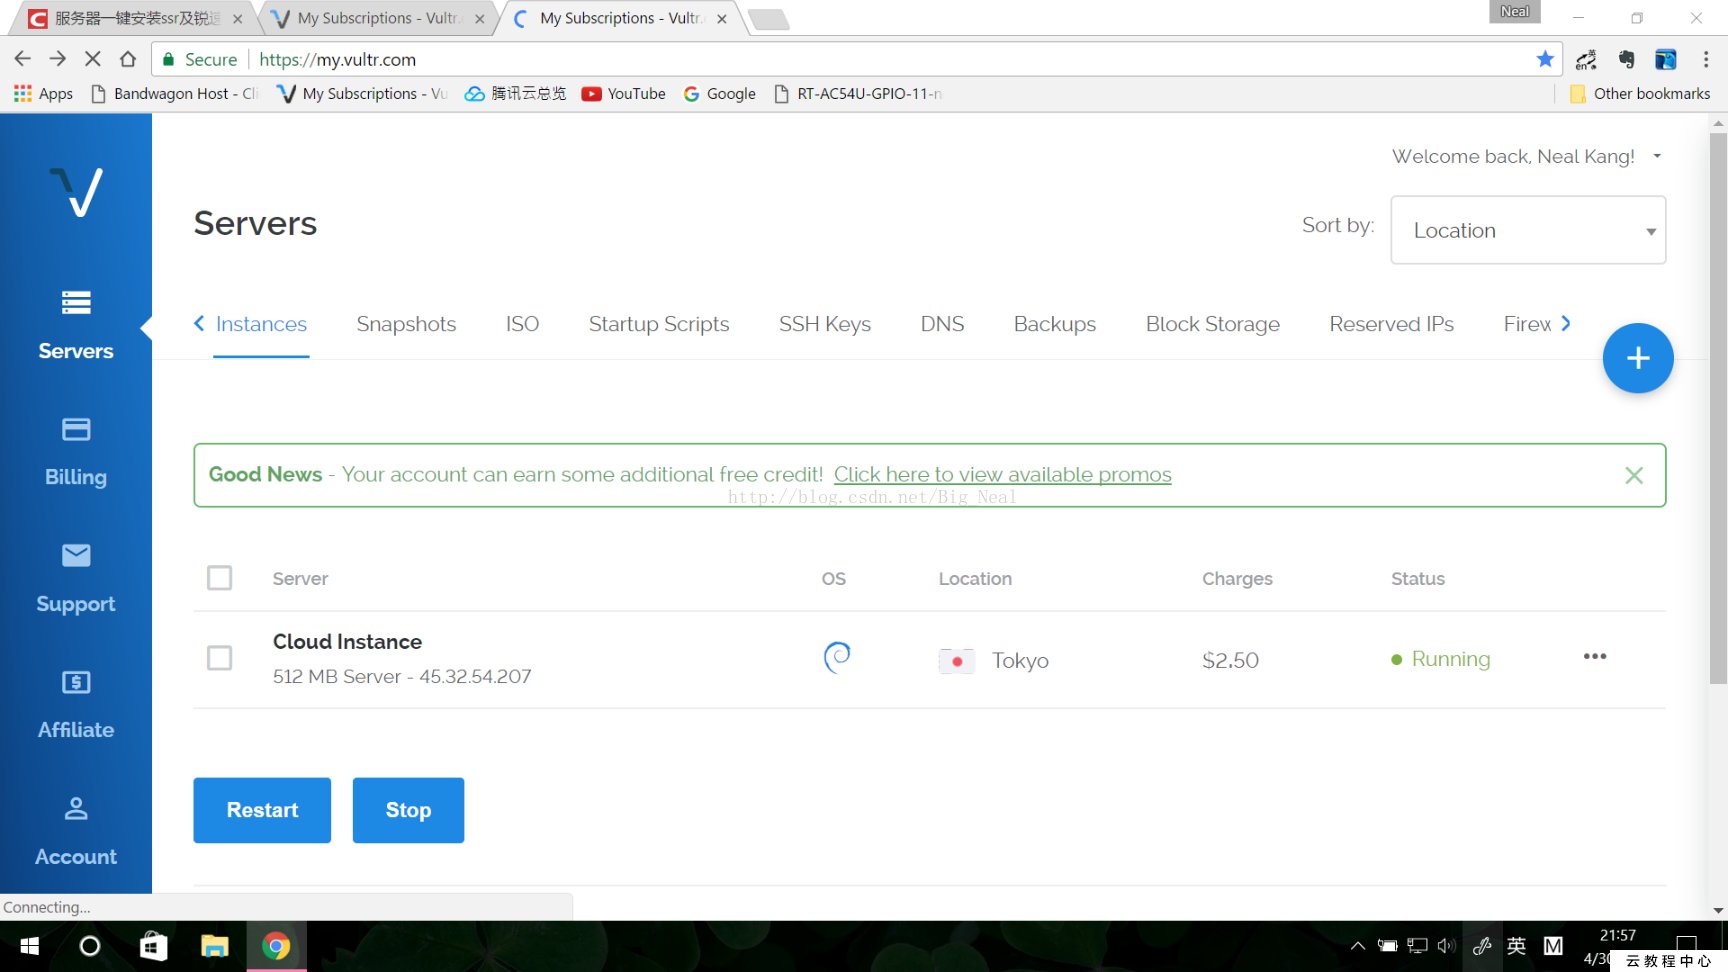 服务器一键安装ssr及锐速
My Subscriptions - Vultr.
My Subscriptions - Vultr.
Neal
Secure
https://my.vultr.com
Apps
Bandwagon Host - Cli
My Subscriptions - Vu
腾讯云总览
YouTube
Google
RT-AC54U-GPIO-11-n
Other bookmarks
Welcome back, Neal Kang!
Servers
Sort by:
Location
Instances
Snapshots
ISO
Startup Scripts
SSH Keys
DNS
Backups
Block Storage
Reserved IPs
Firew
Servers
Billing
Support
Affiliate
Account
Good News - Your account can earn some additional free credit! Click here to view available promos
http://blog.csdn.net/Big_Neal
Server
OS
Location
Charges
Status
Cloud Instance
512 MB Server - 45.32.54.207
Tokyo
$2.50
Running
Restart
Stop
Connecting...
英
M
21:57
4/30
云教程中心